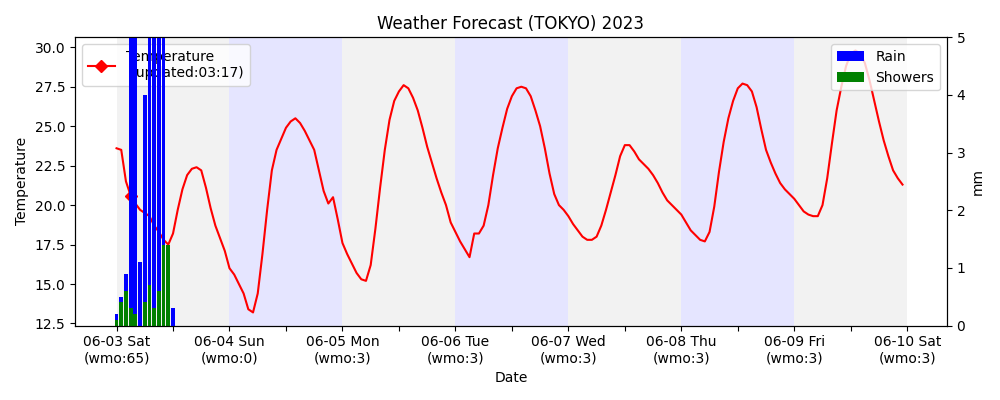 Weather Forecast (TOKYO) 2023
Temperature
(updated:03:17)
Rain
Showers
30.0
27.5
25.0
22.5
20.0
17.5
15.0
12.5
Temperature
5
4
3
2
1
0
mm
06-03 Sat
(wmo:65)
06-04 Sun
(wmo:0)
06-05 Mon
(wmo:3)
06-06 Tue
(wmo:3)
06-07 Wed
(wmo:3)
06-08 Thu
(wmo:3)
06-09 Fri
(wmo:3)
06-10 Sat
(wmo:3)
Date